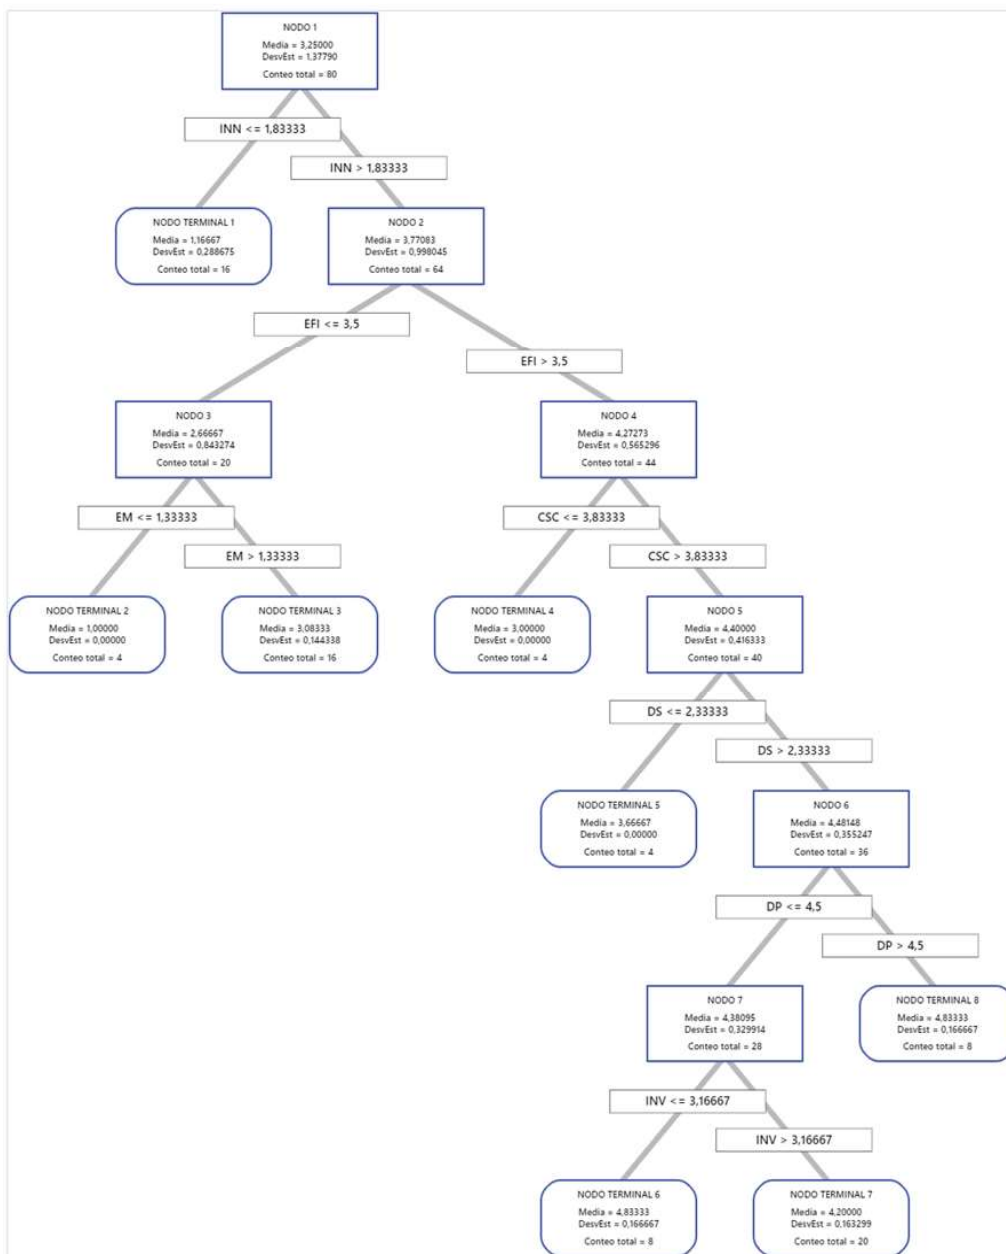 NODO 1
Media = 3,25000
DesvEst = 1,37790
Conteo total = 80
INN <= 1,83333
INN > 1,83333
NODO TERMINAL 1
Media = 1,16667
DesvEst = 0,288675
Conteo total = 16
NODO 2
Media = 3,77083
DesvEst = 0,998045
Conteo total = 64
EFI <= 3,5
EFI > 3,5
NODO 3
Media = 2,66667
DesvEst = 0,843274
Conteo total = 20
NODO 4
Media = 4,27273
DesvEst = 0,565296
Conteo total = 44
EM <= 1,33333
EM > 1,33333
CSC <= 3,83333
CSC > 3,83333
NODO TERMINAL 2
Media = 1,00000
DesvEst = 0,00000
Conteo total = 4
NODO TERMINAL 3
Media = 3,08333
DesvEst = 0,144338
Conteo total = 16
NODO TERMINAL 4
Media = 3,00000
DesvEst = 0,00000
Conteo total = 4
NODO 5
Media = 4,40000
DesvEst = 0,416333
Conteo total = 40
DS <= 2,33333
DS > 2,33333
NODO TERMINAL 5
Media = 3,66667
DesvEst = 0,00000
Conteo total = 4
NODO 6
Media = 4,48148
DesvEst = 0,355247
Conteo total = 36
DP <= 4,5
DP > 4,5
NODO 7
Media = 4,38095
DesvEst = 0,329914
Conteo total = 28
NODO TERMINAL 8
Media = 4,83333
DesvEst = 0,166667
Conteo total = 8
INV <= 3,16667
INV > 3,16667
NODO TERMINAL 6
Media = 4,83333
DesvEst = 0,166667
Conteo total = 8
NODO TERMINAL 7
Media = 4,20000
DesvEst = 0,163299
Conteo total = 20